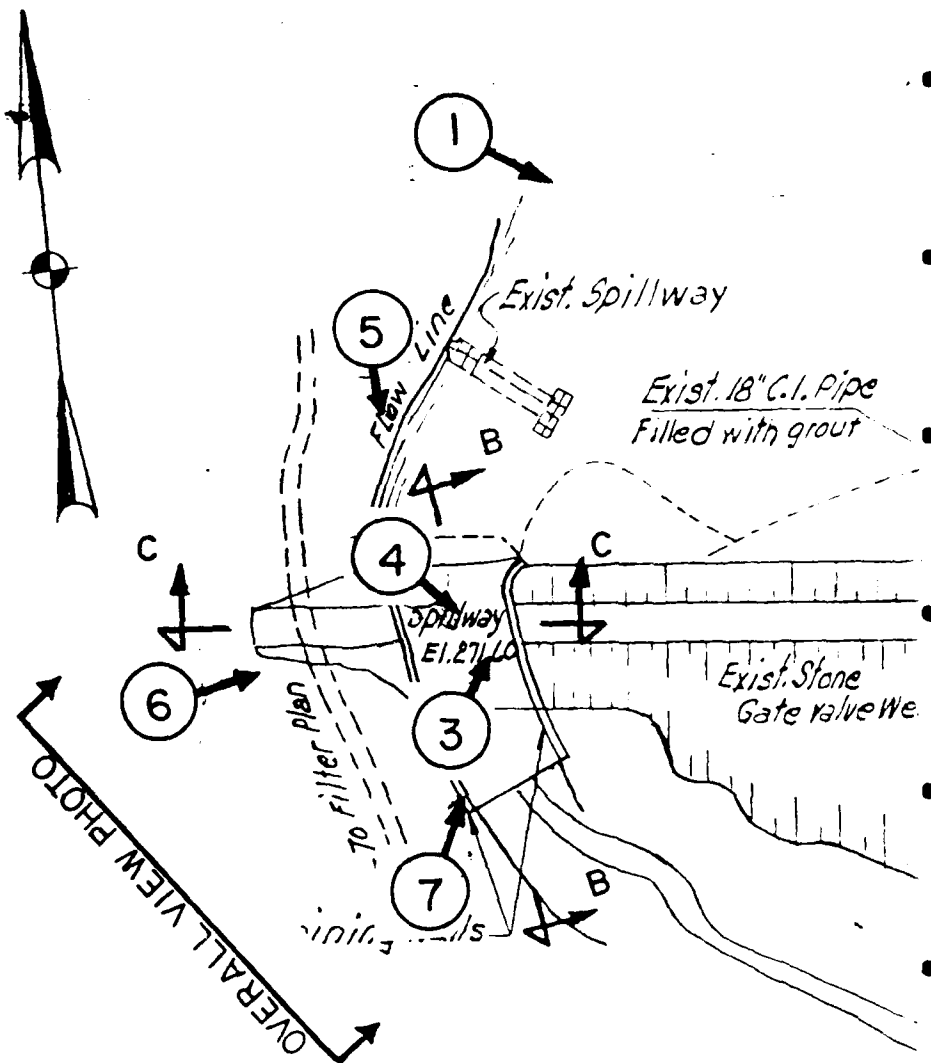 1
Exist. Spillway
5
Flow Line
Exist. 18" C.I. Pipe
Filled with grout
B
C
4
C
Spillway
El. 271.0
6
Exist. Stone
Gate valve We
3
To Filter Plan
7
B
OVERALL VIEW PHOTO